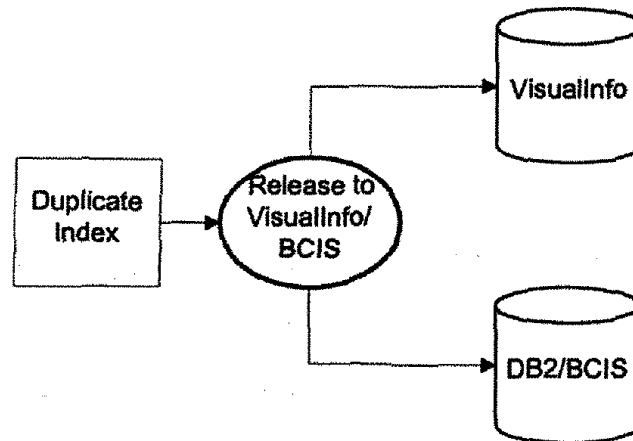 VisualInfo
Duplicate
Index
Release to
VisualInfo/
BCIS
DB2/BCIS